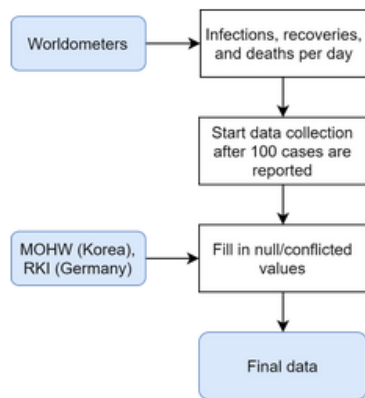 Worldometers
Infections, recoveries,
and deaths per day
Start data collection
after 100 cases are
reported
MOHW (Korea),
RKI (Germany)
Fill in null/conflicted
values
Final data